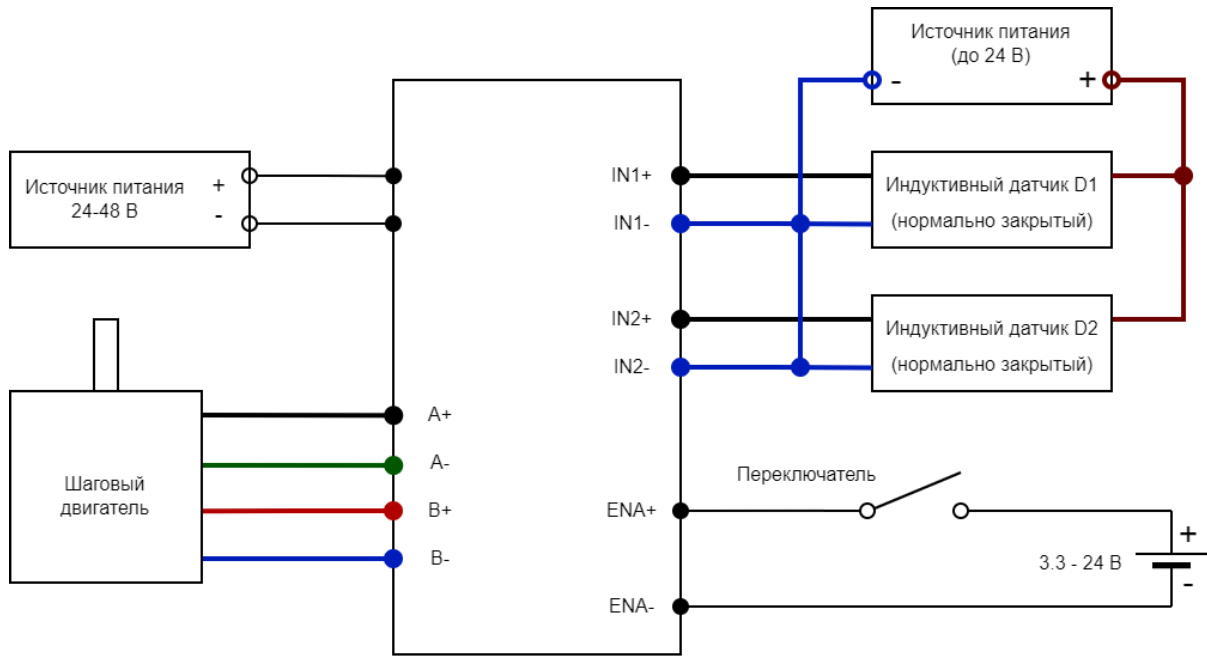 Источник питания
(до 24 В)
- +
Источник питания
24-48 В
+
-
IN1+
IN1-
Индуктивный датчик D1
(нормально закрытый)
IN2+
IN2-
Индуктивный датчик D2
(нормально закрытый)
Шаговый
двигатель
A+
A-
B+
B-
Переключатель
ENA+
ENA-
3.3 - 24 В
+
-